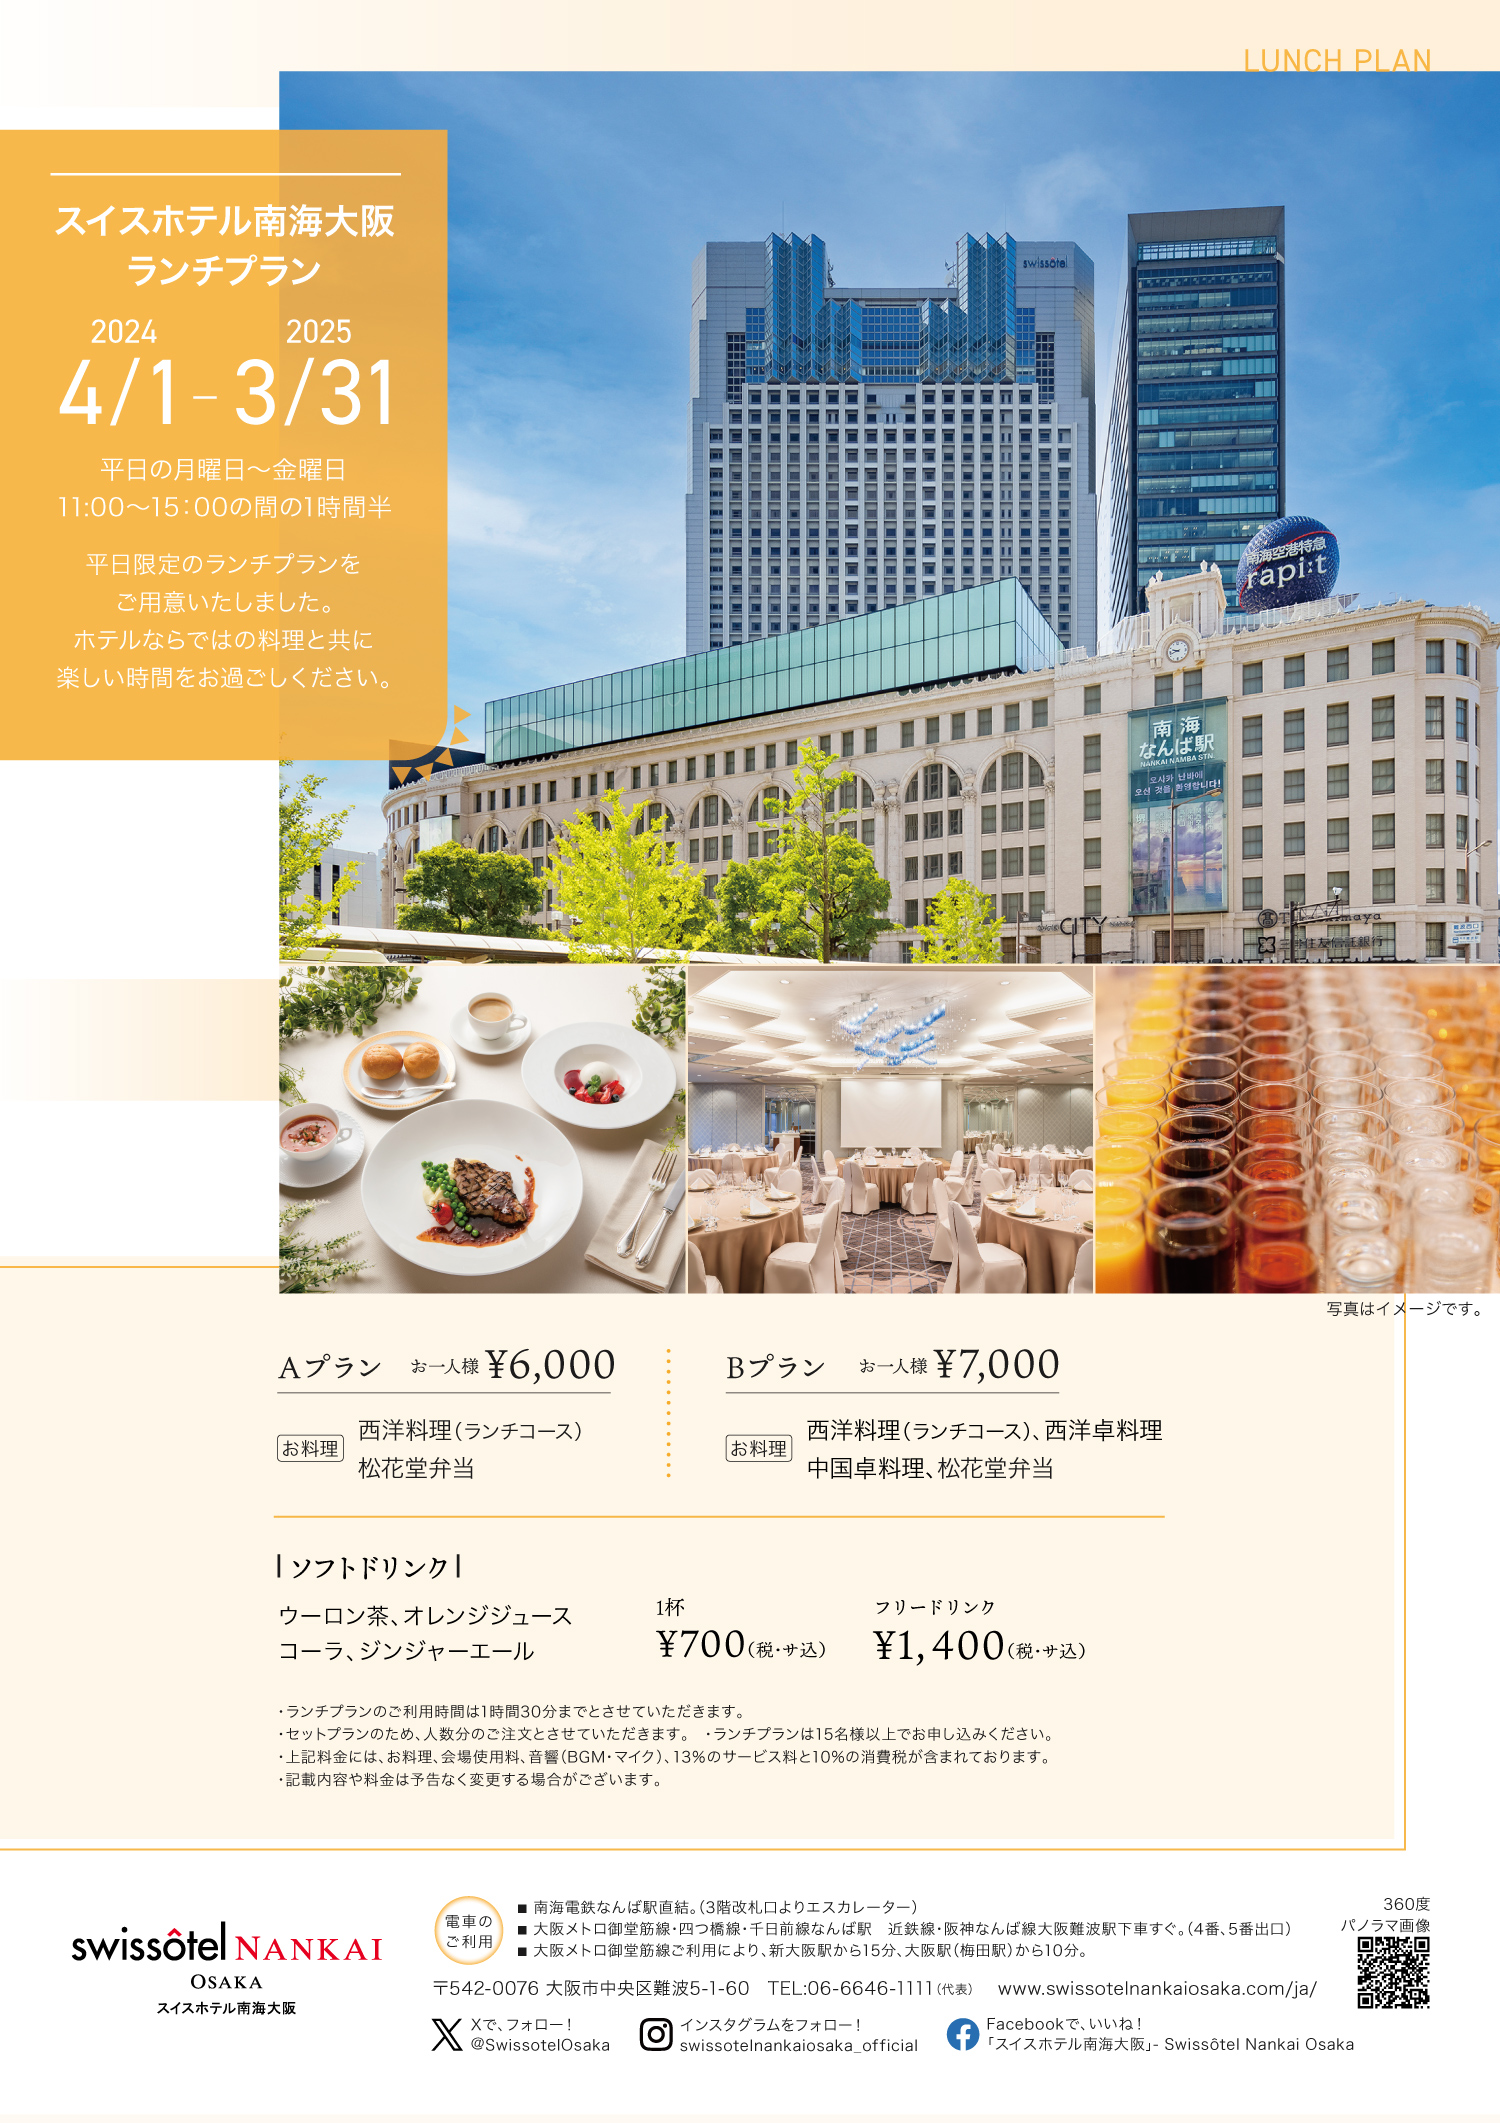 LUNCH PLAN
スイスホテル南海大阪
ランチプラン
2024 2025
4/1 – 3/31
平日の月曜日～金曜日
11:00～15：00の間の1時間半
平日限定のランチプランを
ご用意いたしました。
ホテルならではの料理と共に
楽しい時間をお過ごしください。
swissôtel
南海空港特急
rapi:t
南海
なんば駅
NANKAI NAMBA STN.
오사카 난바에
오신 것을 환영합니다!
CITY
写真はイメージです。
Aプラン お一人様 ¥6,000
お料理
西洋料理（ランチコース）
松花堂弁当
Bプラン お一人様 ¥7,000
お料理
西洋料理（ランチコース）、西洋卓料理
中国卓料理、松花堂弁当
ソフトドリンク
ウーロン茶、オレンジジュース
コーラ、ジンジャーエール
1杯
¥700（税・サ込）
フリードリンク
¥1,400（税・サ込）
・ランチプランのご利用時間は1時間30分までとさせていただきます。
・セットプランのため、人数分のご注文とさせていただきます。 ・ランチプランは15名様以上でお申し込みください。
・上記料金には、お料理、会場使用料、音響（BGM・マイク）、13％のサービス料と10％の消費税が含まれております。
・記載内容や料金は予告なく変更する場合がございます。
swissôtel NANKAI
OSAKA
スイスホテル南海大阪
電車の
ご利用
■ 南海電鉄なんば駅直結。（3階改札口よりエスカレーター）
■ 大阪メトロ御堂筋線・四つ橋線・千日前線なんば駅 近鉄線・阪神なんば線大阪難波駅下車すぐ。（4番、5番出口）
■ 大阪メトロ御堂筋線ご利用により、新大阪駅から15分、大阪駅（梅田駅）から10分。
〒542-0076 大阪市中央区難波5-1-60 TEL:06-6646-1111（代表） www.swissotelnankaiosaka.com/ja/
Xで、フォロー！
@SwissotelOsaka
インスタグラムをフォロー！
swissotelnankaiosaka_official
Facebookで、いいね！
「スイスホテル南海大阪」- Swissôtel Nankai Osaka
360度
パノラマ画像